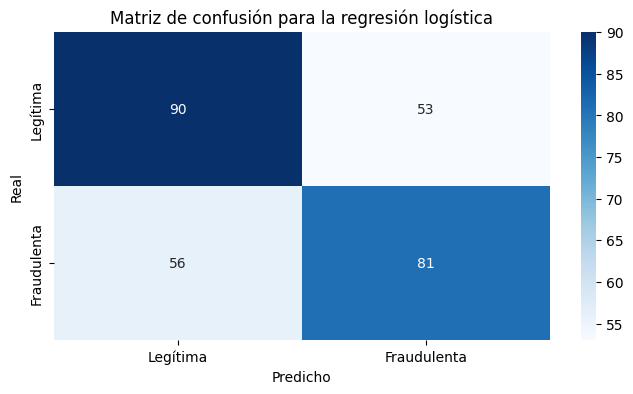 Matriz de confusión para la regresión logística
Real
Legítima
Fraudulenta
90
53
56
81
Legítima
Fraudulenta
Predicho
90
85
80
75
70
65
60
55